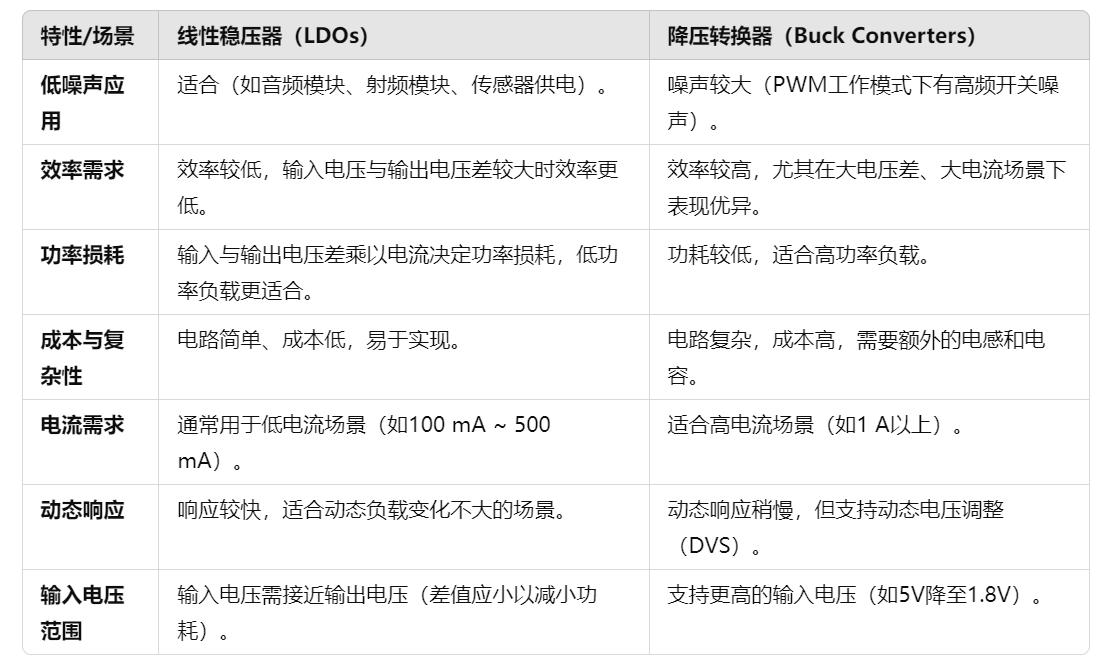 特性/场景 线性稳压器（LDOs） 降压转换器（Buck Converters）
低噪声应 适合（如音频模块、射频模块、传感器供电）。 噪声较大（PWM工作模式下有高频开关噪
用 声）。
效率需求 效率较低，输入电压与输出电压差较大时效率更 效率较高，尤其在大电压差、大电流场景下
低。 表现优异。
功率损耗 输入与输出电压差乘以电流决定功率损耗，低功 功耗较低，适合高功率负载。
率负载更适合。
成本与复 电路简单、成本低，易于实现。 电路复杂，成本高，需要额外的电感和电
杂性 容。
电流需求 通常用于低电流场景（如100 mA ~ 500 适合高电流场景（如1 A以上）。
mA）。
动态响应 响应较快，适合动态负载变化不大的场景。 动态响应稍慢，但支持动态电压调整
（DVS）。
输入电压 输入电压需接近输出电压（差值应小以减小功 支持更高的输入电压（如5V降至1.8V）。
范围 耗）。